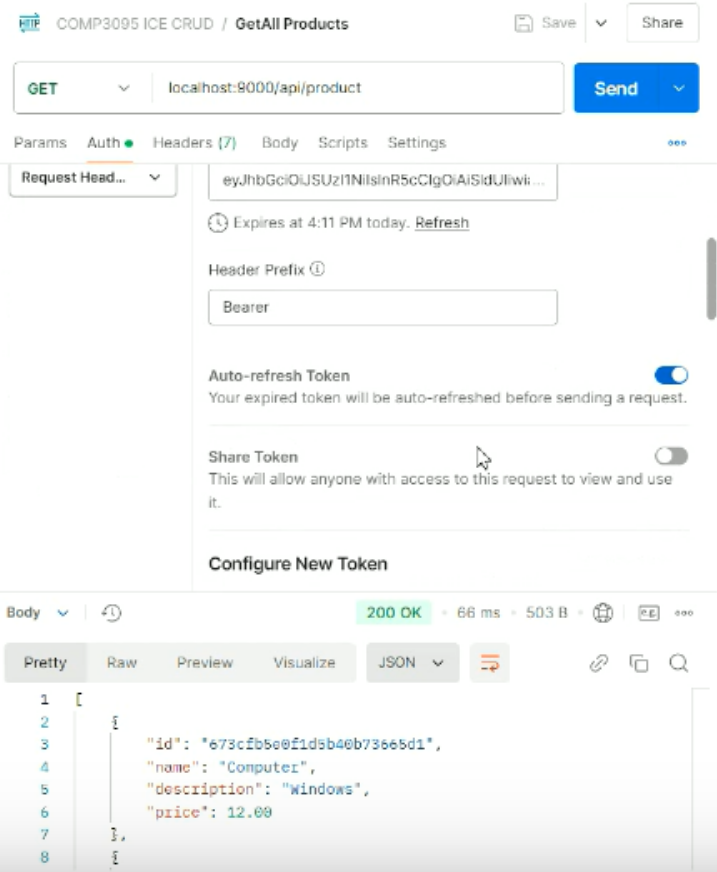 HTTP COMP3095 ICE CRUD / GetAll Products Save Share
GET localhost:9000/api/product Send
Params Auth Headers (7) Body Scripts Settings
Request Head...
Expires at 4:11 PM today. Refresh
Header Prefix
Bearer
Auto-refresh Token
Your expired token will be auto-refreshed before sending a request.
Share Token
This will allow anyone with access to this request to view and use
it.
Configure New Token
Body 200 OK 66 ms 503 B e.g.
Pretty Raw Preview Visualize JSON
1 [
2 {
3 "id": "673cfb5e0f1d5b40b73665d1",
4 "name": "Computer",
5 "description": "Windows",
6 "price": 12.00
7 },
8 {